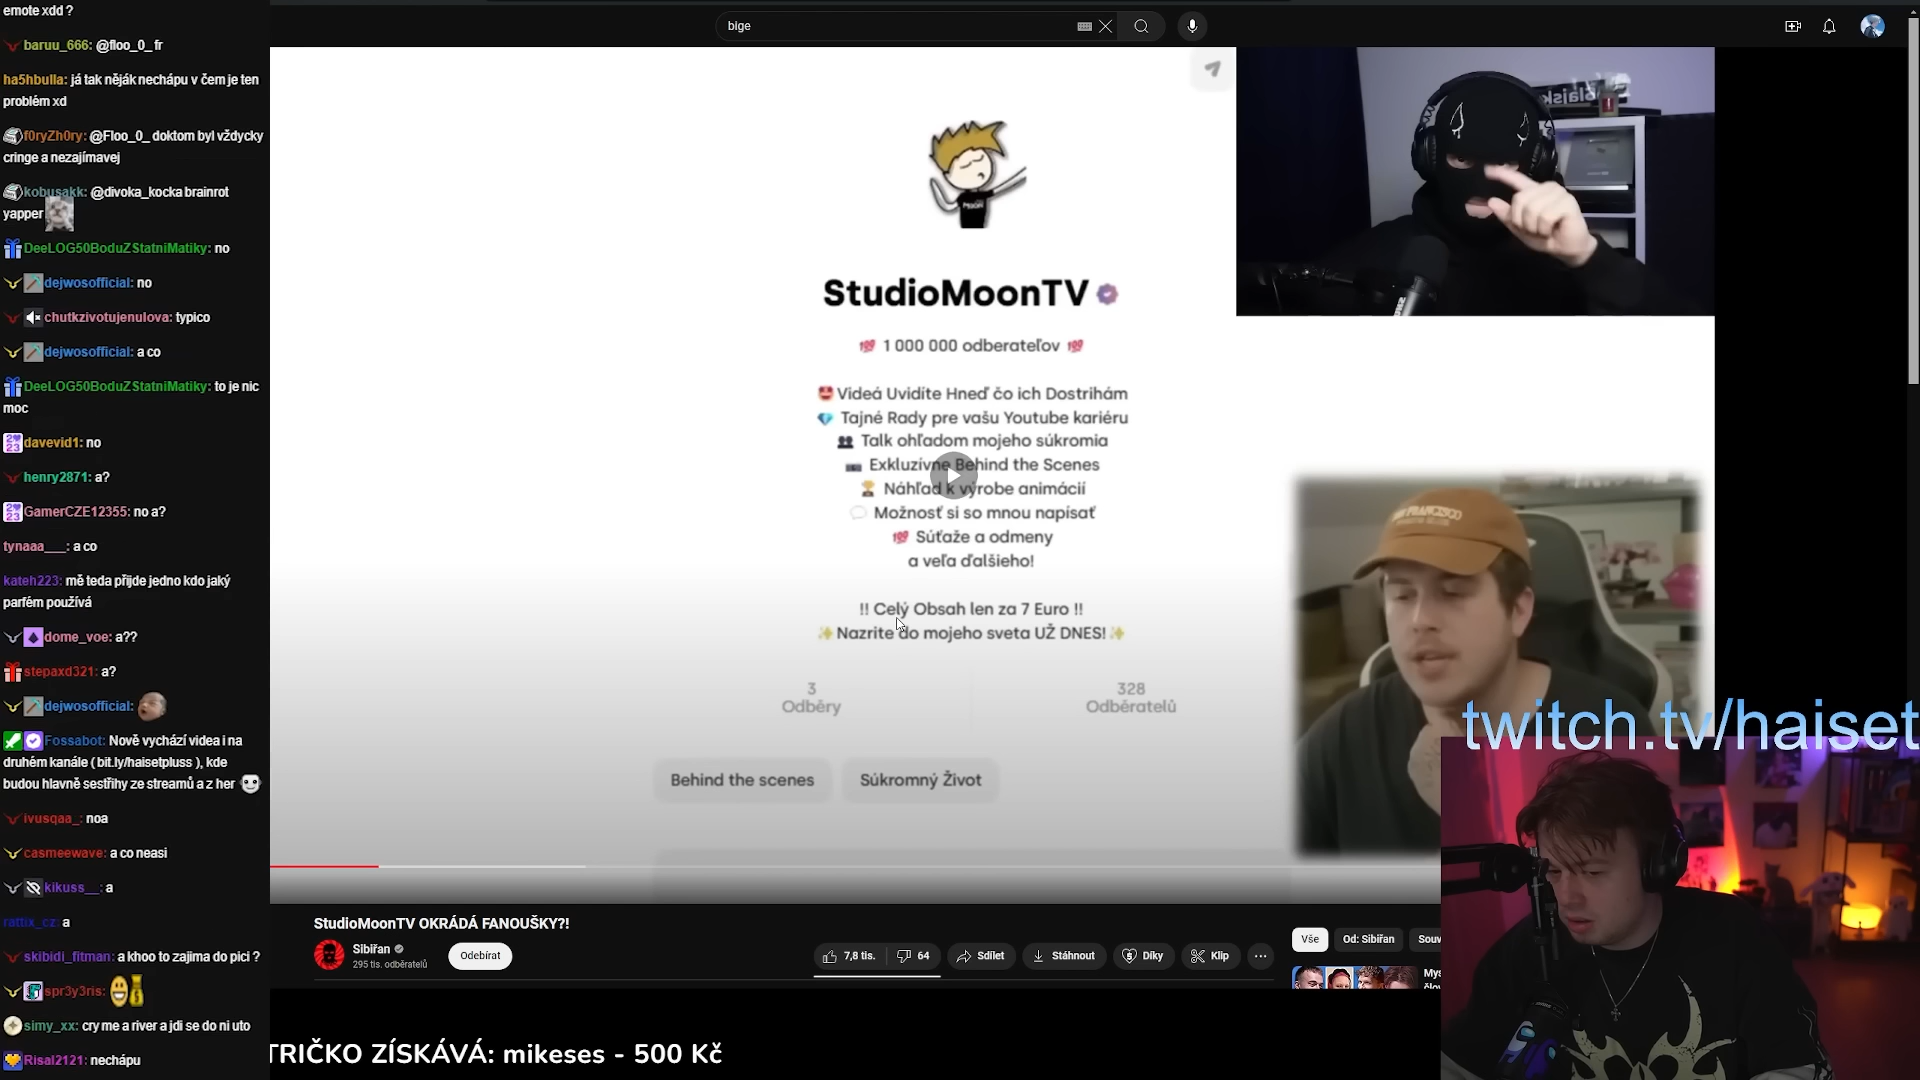 emote xdd ?
baruu_666: @floo_0_ fr
ha5hbulla: já tak něják nechápu v čem je ten
problém xd
f0ryZh0ry: @Floo_0_ doktom byl vždycky
cringe a nezajímavej
kobusakk: @divoka_kocka brainrot
yapper
DeeLOG50BoduZStatniMatiky: no
dejwosofficial: no
chutkzivotujenulova: typico
dejwosofficial: a co
DeeLOG50BoduZStatniMatiky: to je nic
moc
davevid1: no
henry2871: a?
GamerCZE12355: no a?
tynaaa___: a co
kateh223: mě teda přijde jedno kdo jaký
parfém používá
dome_voe: a??
stepaxd321: a?
dejwosofficial:
Fossabot: Nově vychází videa i na
druhém kanále ( bit.ly/haisetpluss ), kde
budou hlavně sestřihy ze streamů a z her
ivusqaa_: noa
casmeewave: a co neasi
kikuss__: a
rattix_cz: a
skibidi_fitman: a khoo to zajima do pici ?
spr3y3ris:
simy_xx: cry me a river a jdi se do ni uto
Risal2121: nechápu
bige
StudioMoonTV
💯 1 000 000 odberateľov 💯
🤩 Videá Uvidíte Hneď čo ich Dostrihám
💎 Tajné Rady pre vašu Youtube kariéru
👥 Talk ohľadom mojeho súkromia
Exkluzívne Behind the Scenes
🏆 Náhľad k výrobe animácií
💬 Možnosť si so mnou napísať
💯 Súťaže a odmeny
a veľa ďalšieho!
!! Celý Obsah len za 7 Euro !!
✨ Nazrite do mojeho sveta UŽ DNES! ✨
3
Odběry
328
Odběratelů
Behind the scenes
Súkromný Život
SAN FRANCISCO
twitch.tv/haiset
StudioMoonTV OKRÁDÁ FANOUŠKY?!
Sibiřan
295 tis. odběratelů
Odebírat
7,8 tis.
64
Sdílet
Stáhnout
Díky
Klip
Vše
Od: Sibiřan
Souv
Mys
člov
TRIČKO ZÍSKÁVÁ: mikeses - 500 Kč